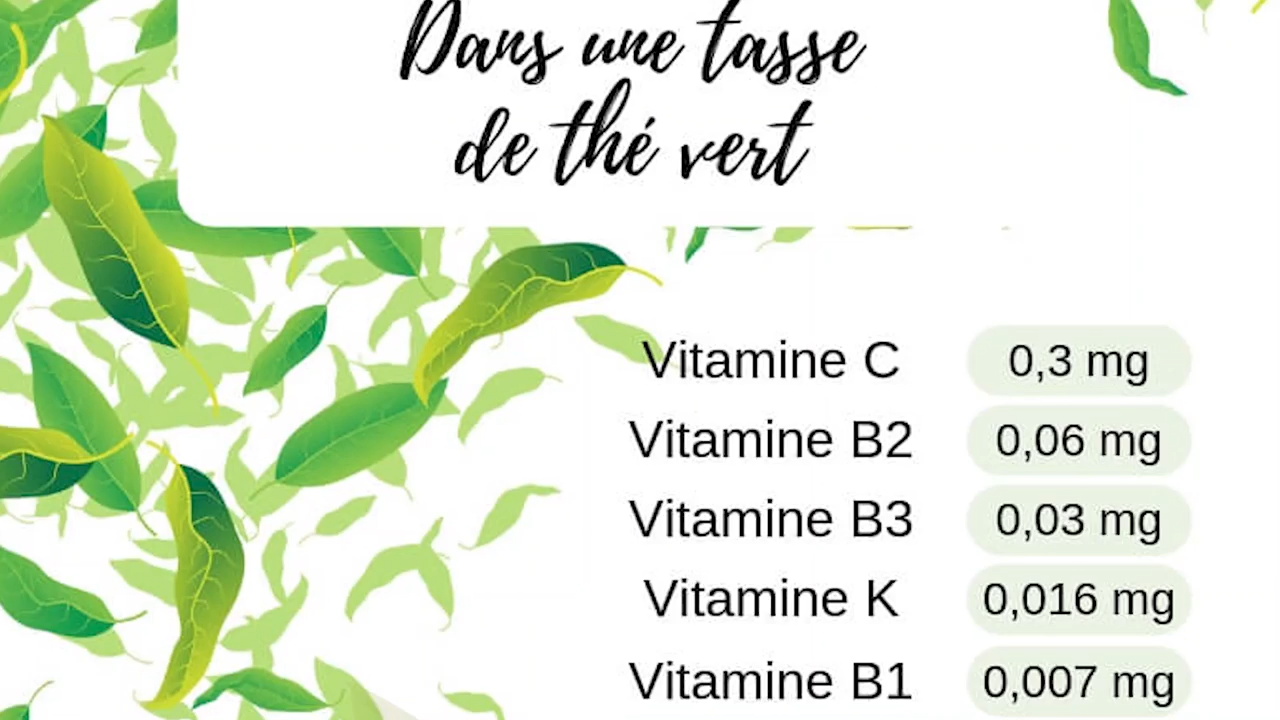 Dans une tasse
de thé vert
Vitamine C 0,3 mg
Vitamine B2 0,06 mg
Vitamine B3 0,03 mg
Vitamine K 0,016 mg
Vitamine B1 0,007 mg